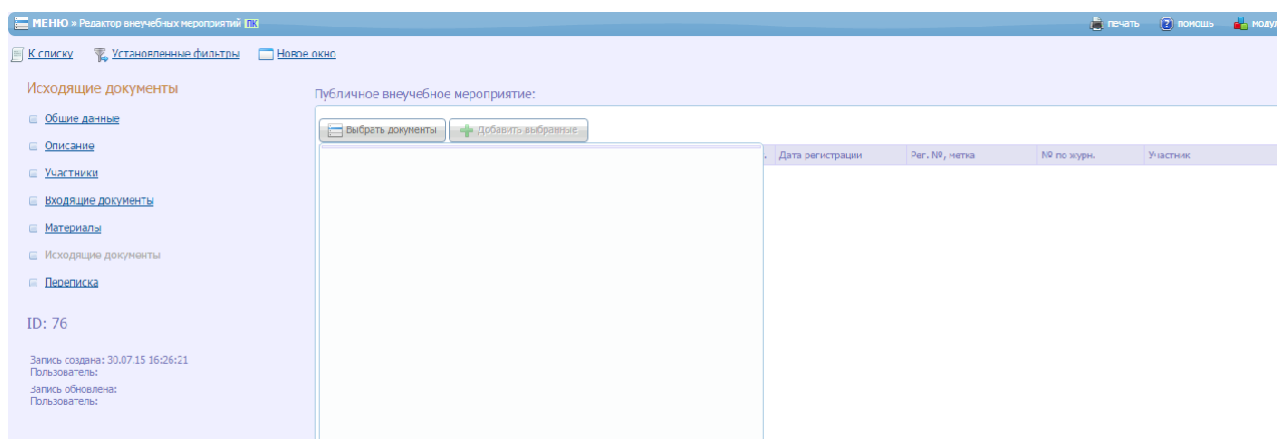 МЕНЮ » Редактор внеучебных мероприятий ПК
печать помощь модул
К списку Установленные фильтры Новое окно
Исходящие документы
Публичное внеучебное мероприятие:
Общие данные
Выбрать документы Добавить выбранные
Описание
. Дата регистрации Рег. №, метка № по журн. Участник
Участники
Входящие документы
Материалы
Исходящие документы
Переписка
ID: 76
Запись создана: 30.07.15 16:26:21
Пользователь:
Запись обновлена:
Пользователь: